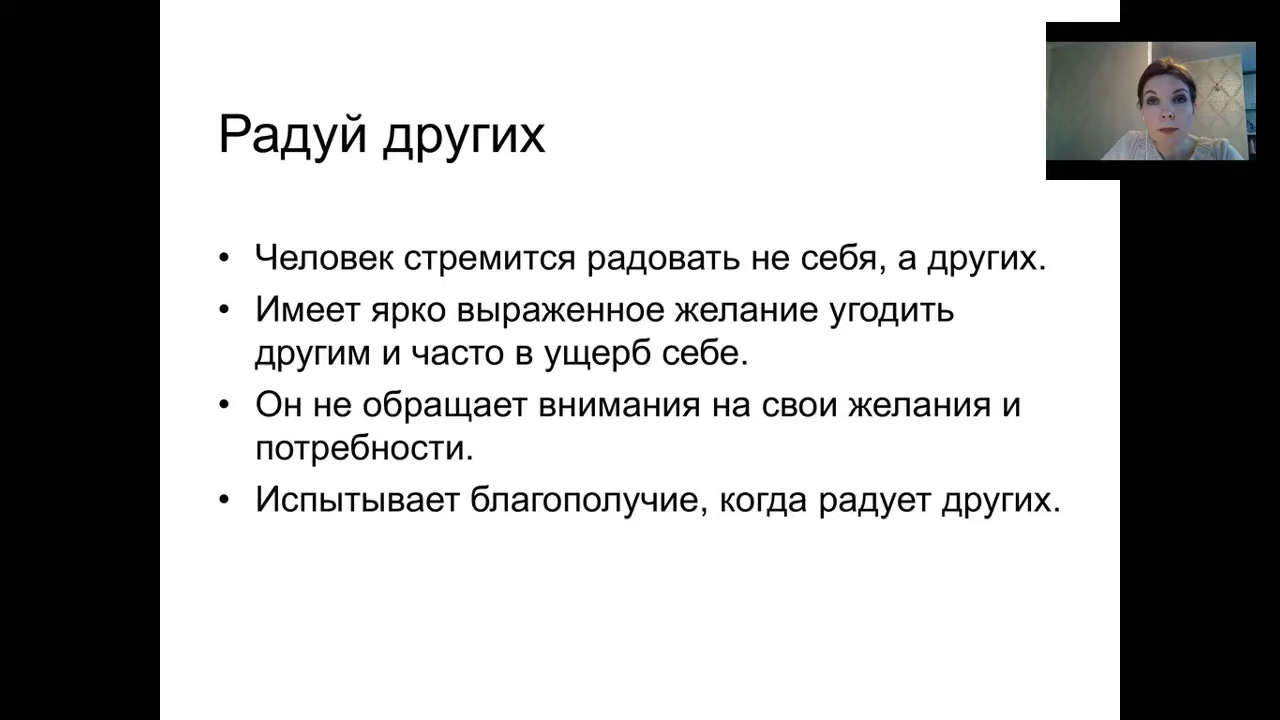 Радуй других
• Человек стремится радовать не себя, а других.
• Имеет ярко выраженное желание угодить
другим и часто в ущерб себе.
• Он не обращает внимания на свои желания и
потребности.
• Испытывает благополучие, когда радует других.